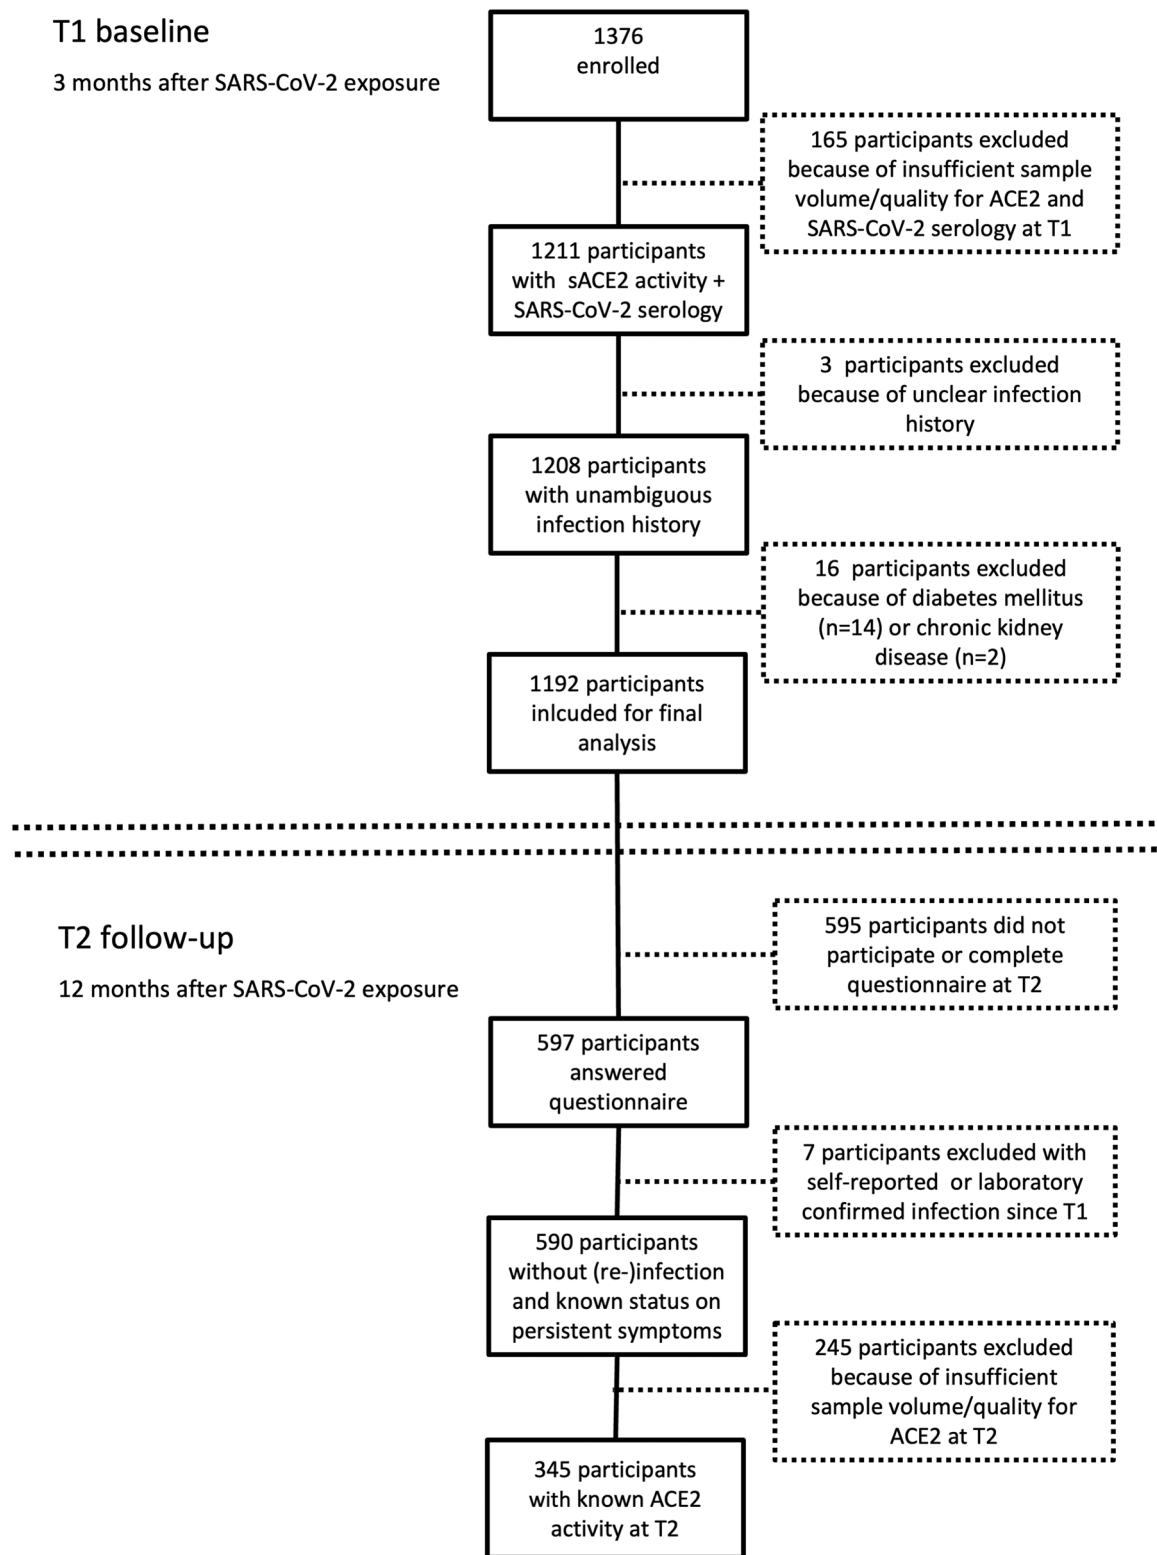 T1 baseline
3 months after SARS-CoV-2 exposure
1376
enrolled
165 participants excluded
because of insufficient sample
volume/quality for ACE2 and
SARS-CoV-2 serology at T1
1211 participants
with sACE2 activity +
SARS-CoV-2 serology
3 participants excluded
because of unclear infection
history
1208 participants
with unambiguous
infection history
16 participants excluded
because of diabetes mellitus
(n=14) or chronic kidney
disease (n=2)
1192 participants
inlcuded for final
analysis
T2 follow-up
12 months after SARS-CoV-2 exposure
595 participants did not
participate or complete
questionnaire at T2
597 participants
answered
questionnaire
7 participants excluded with
self-reported or laboratory
confirmed infection since T1
590 participants
without (re-)infection
and known status on
persistent symptoms
245 participants excluded
because of insufficient
sample volume/quality for
ACE2 at T2
345 participants
with known ACE2
activity at T2